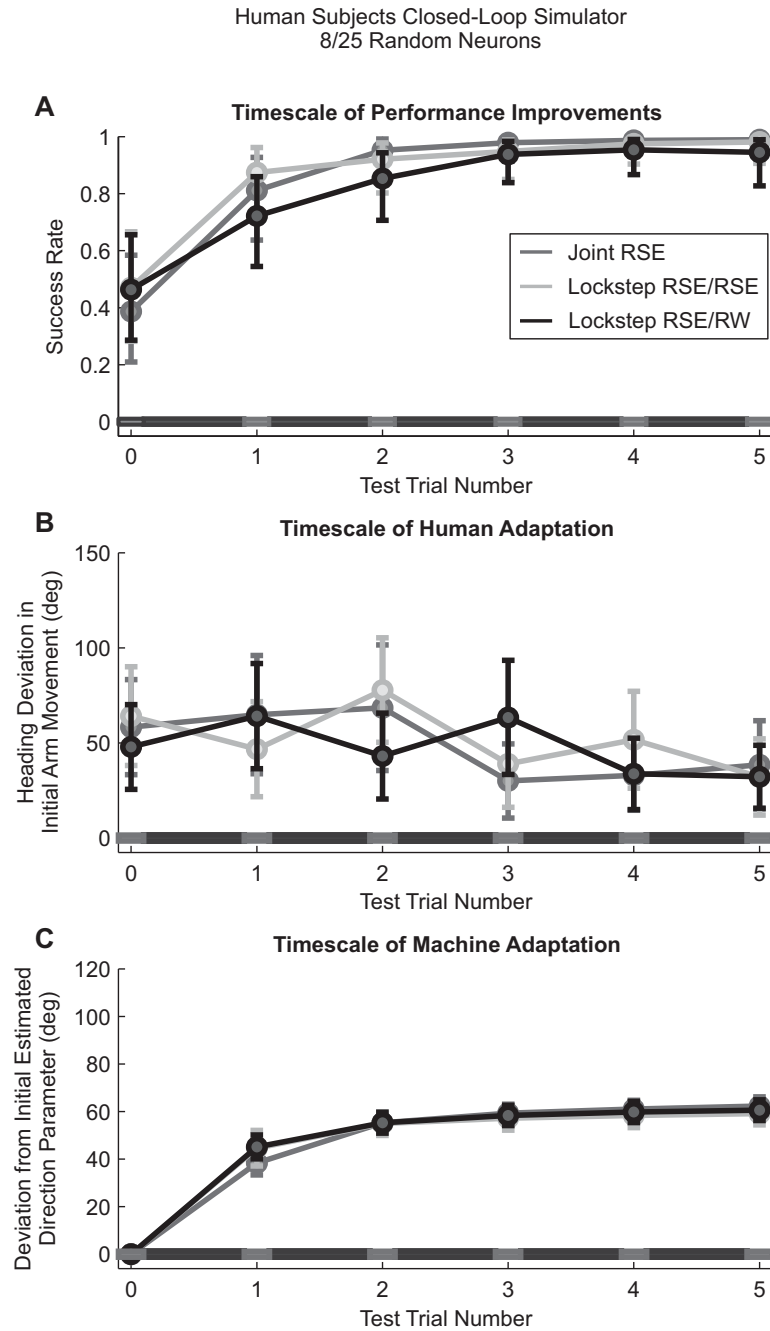 Human Subjects Closed-Loop Simulator
8/25 Random Neurons
A
Timescale of Performance Improvements
1
0.8
0.6
0.4
0.2
0
Success Rate
Joint RSE
Lockstep RSE/RSE
Lockstep RSE/RW
0 1 2 3 4 5
Test Trial Number
B
Timescale of Human Adaptation
150
100
50
0
Heading Deviation in
Initial Arm Movement (deg)
0 1 2 3 4 5
Test Trial Number
C
Timescale of Machine Adaptation
120
100
80
60
40
20
0
Deviation from Initial Estimated
Direction Parameter (deg)
0 1 2 3 4 5
Test Trial Number